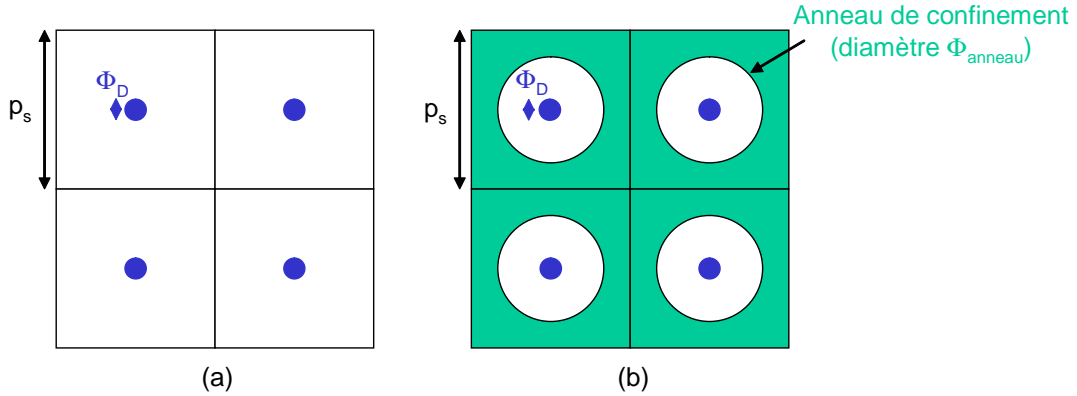 Anneau de confinement
(diamètre Φanneau)
ΦD
ps
ΦD
ps
(a)
(b)